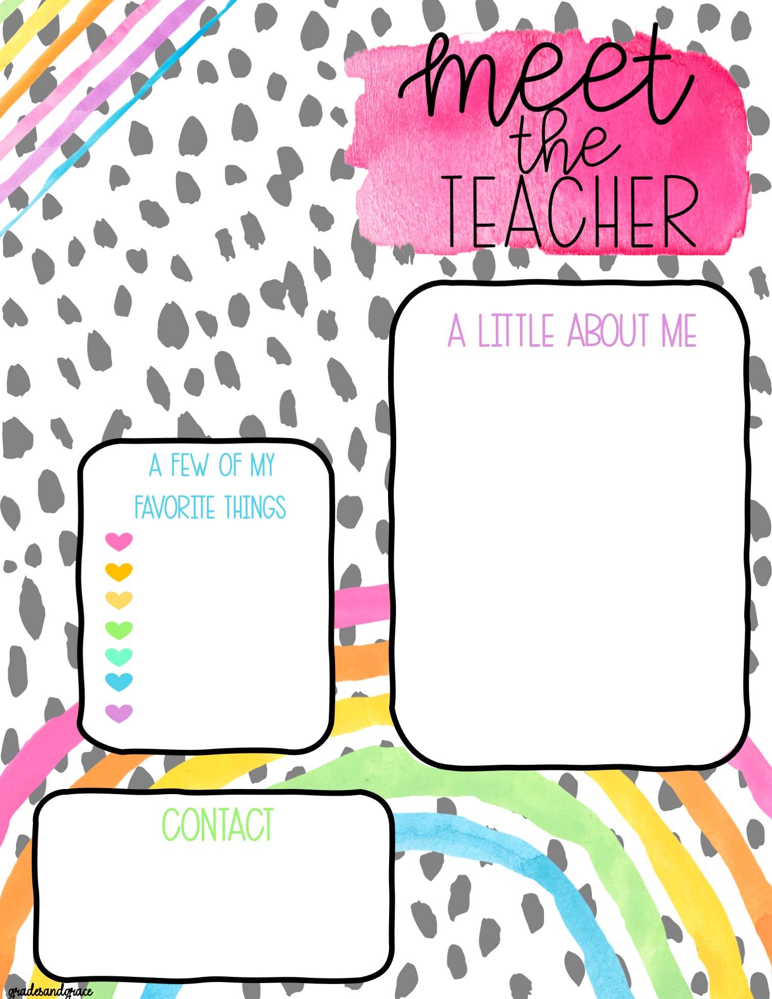 meet
the
TEACHER
A LITTLE ABOUT ME
A FEW OF MY
FAVORITE THINGS
CONTACT
gradesandgrace